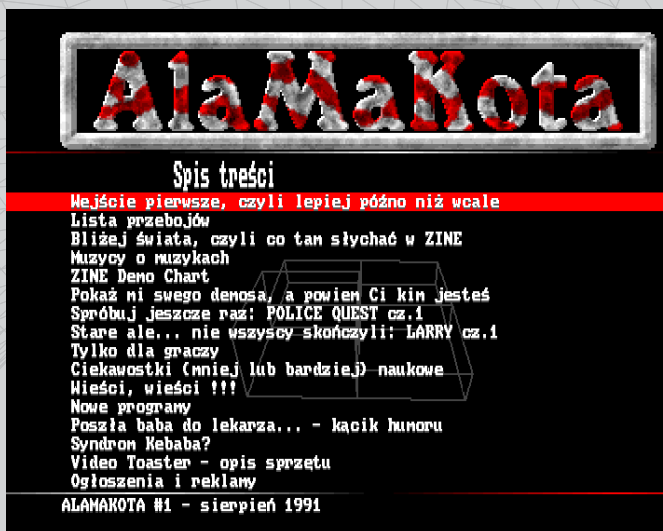 AlaMaKota
Spis treści
Wejście pierwsze, czyli lepiej późno niż wcale
Lista przebojów
Bliżej świata, czyli co tam słychać w ZINE
Muzycy o muzykach
ZINE Demo Chart
Pokaż mi swego demosa, a powiem Ci kim jesteś
Spróbuj jeszcze raz: POLICE QUEST cz.1
Stare ale... nie wszyscy skończyli: LARRY cz.1
Tylko dla graczy
Ciekawostki (mniej lub bardziej) naukowe
Wieści, wieści !!!
Nowe programy
Poszła baba do lekarza... - kącik humoru
Syndrom Kebaba?
Video Toaster - opis sprzętu
Ogłoszenia i reklamy
ALAMAKOTA #1 - sierpień 1991